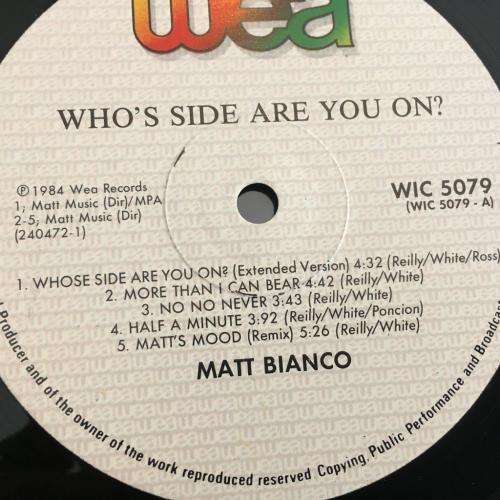 wea
WHO'S SIDE ARE YOU ON?
℗ 1984 Wea Records
1; Matt Music (Dir)/MPA
2-5; Matt Music (Dir)
(240472-1)
WIC 5079
(WIC 5079 - A)
1. WHOSE SIDE ARE YOU ON? (Extended Version) 4:32 (Reilly/White/Ross)
2. MORE THAN I CAN BEAR 4:42 (Reilly/White)
3. NO NO NEVER 3:43 (Reilly/White)
4. HALF A MINUTE 3:92 (Reilly/White/Poncion)
5. MATT'S MOOD (Remix) 5:26 (Reilly/White)
MATT BIANCO
Producer and of the owner of the work reproduced reserved Copying, Public Performance and Broadcas